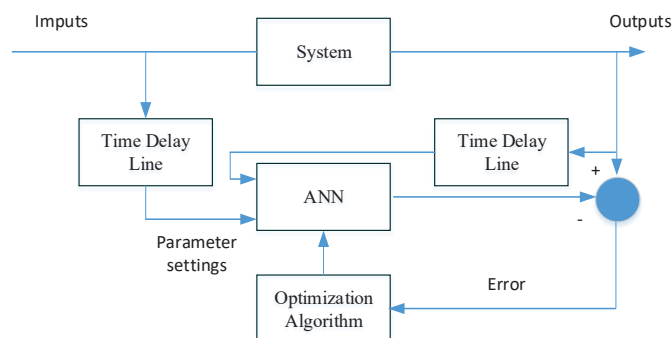 Imputs
Outputs
System
Time Delay
Line
Time Delay
Line
+
ANN
-
Parameter
settings
Error
Optimization
Algorithm